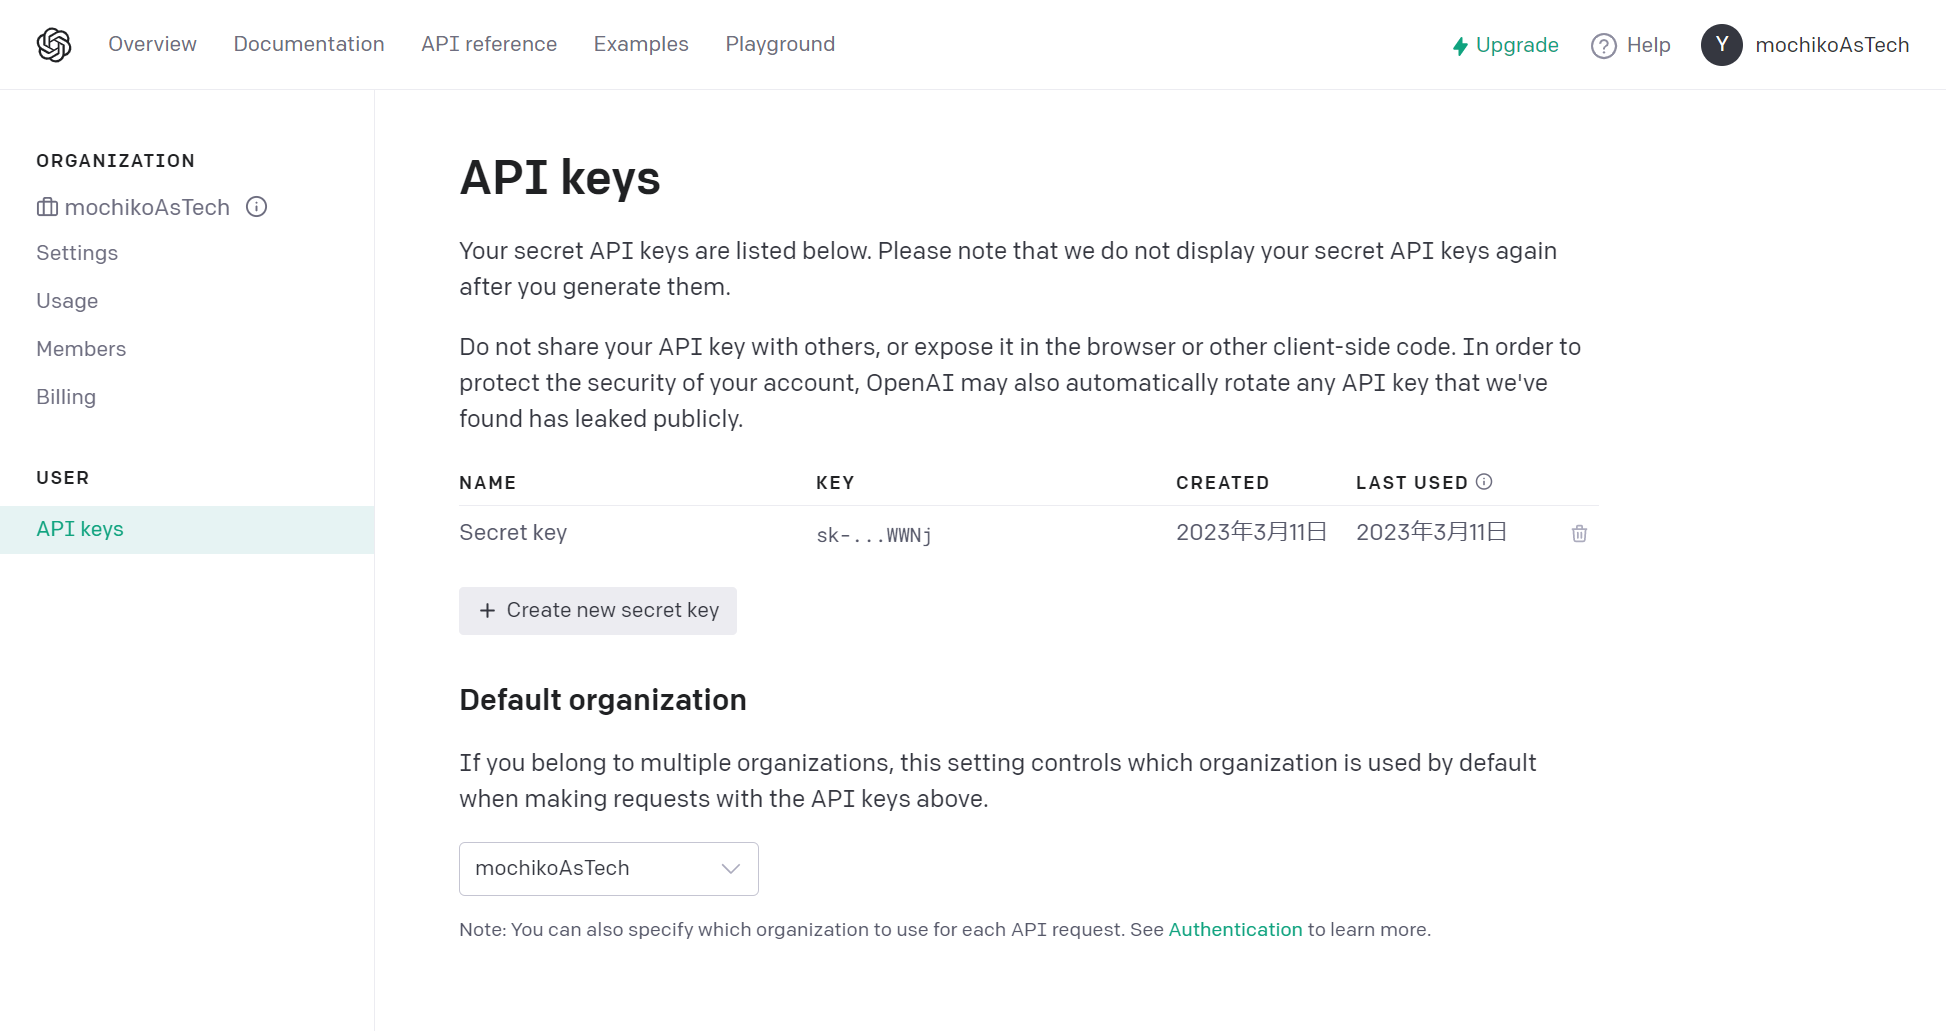 Overview Documentation API reference Examples Playground Upgrade Help Y mochikoAsTech
ORGANIZATION
mochikoAsTech
Settings
Usage
Members
Billing
USER
API keys
API keys
Your secret API keys are listed below. Please note that we do not display your secret API keys again
after you generate them.
Do not share your API key with others, or expose it in the browser or other client-side code. In order to
protect the security of your account, OpenAI may also automatically rotate any API key that we've
found has leaked publicly.
NAME KEY CREATED LAST USED
Secret key sk-...WWNj 2023年3月11日 2023年3月11日
+ Create new secret key
Default organization
If you belong to multiple organizations, this setting controls which organization is used by default
when making requests with the API keys above.
mochikoAsTech
Note: You can also specify which organization to use for each API request. See Authentication to learn more.